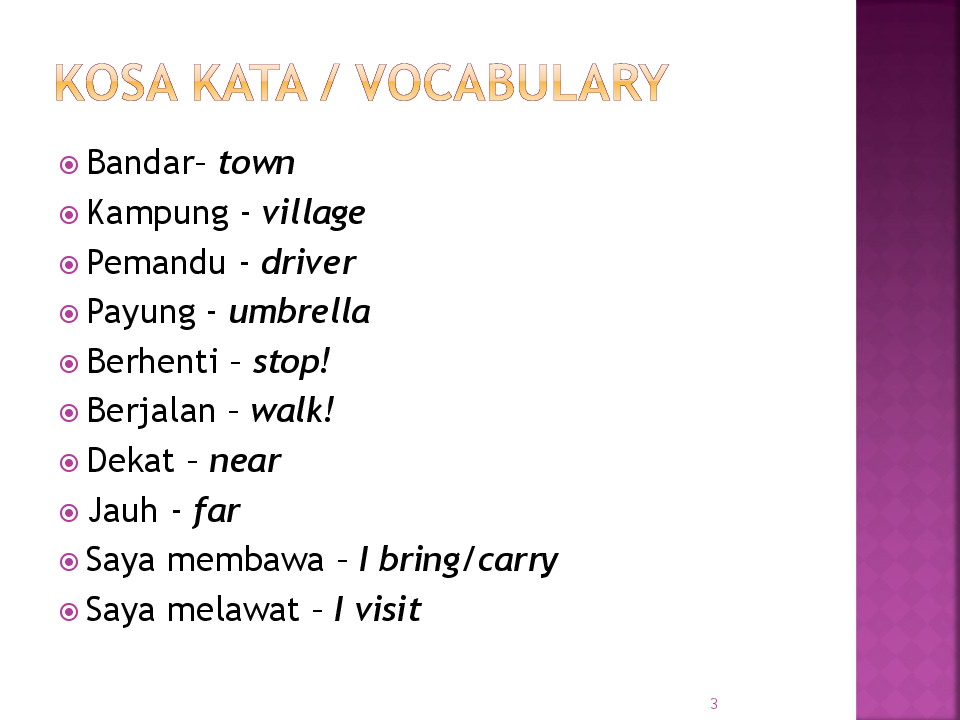 KOSA KATA / VOCABULARY
Bandar– town
Kampung - village
Pemandu - driver
Payung - umbrella
Berhenti – stop!
Berjalan – walk!
Dekat – near
Jauh - far
Saya membawa – I bring/carry
Saya melawat – I visit
3